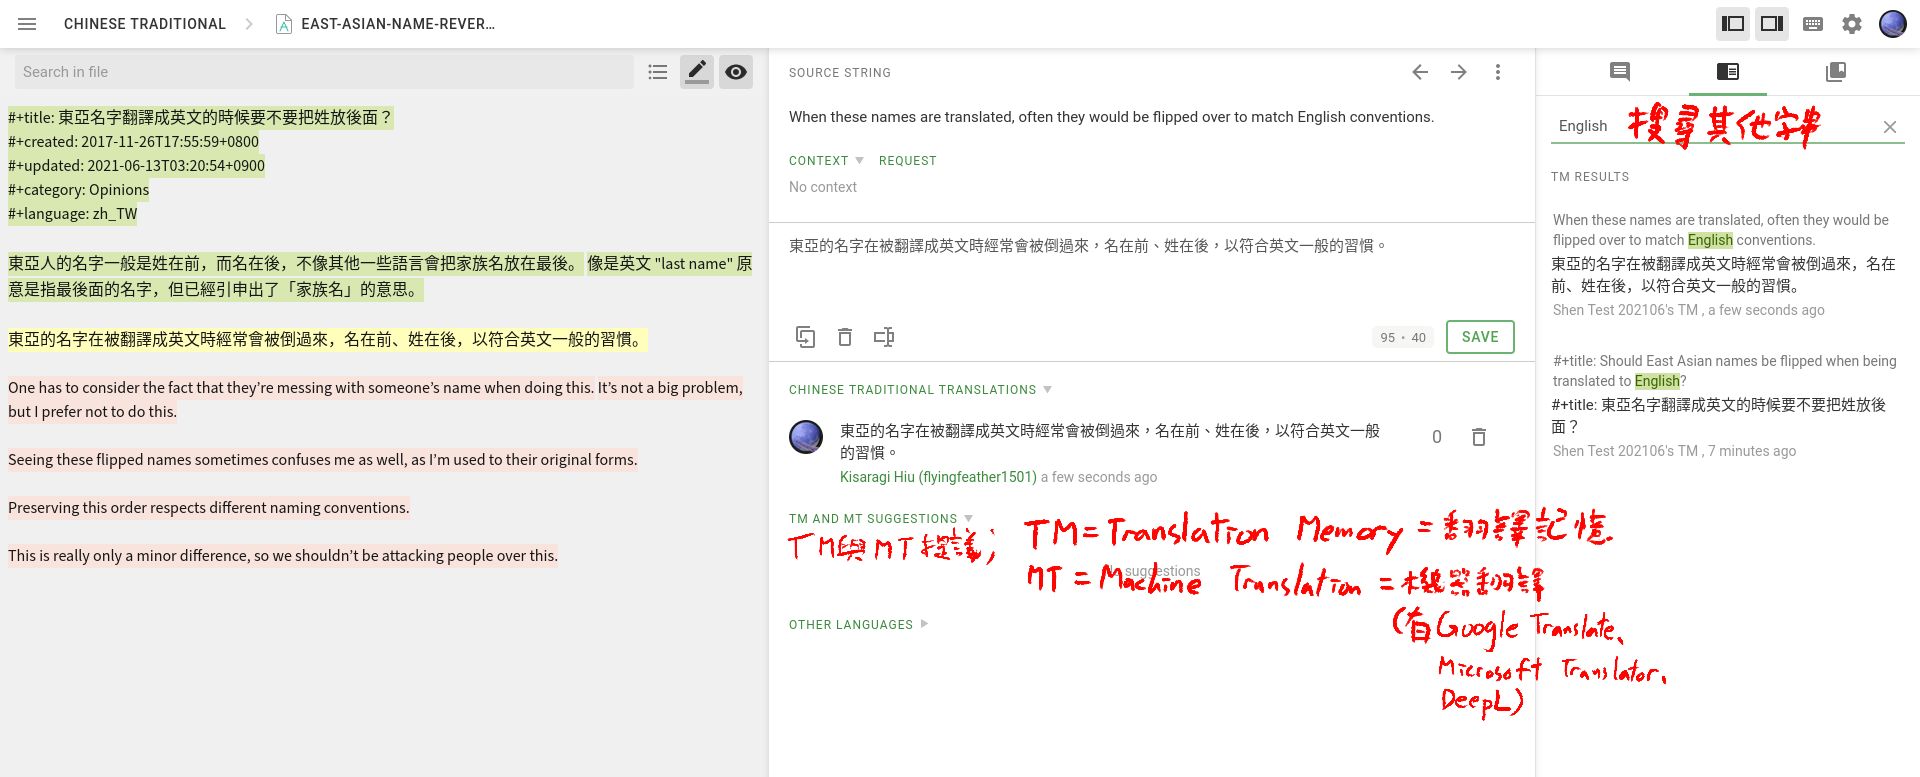 CHINESE TRADITIONAL
EAST-ASIAN-NAME-REVER...
Search in file
#+title: 東亞名字翻譯成英文的時候要不要把姓放後面？
#+created: 2017-11-26T17:55:59+0800
#+updated: 2021-06-13T03:20:54+0900
#+category: Opinions
#+language: zh_TW
東亞人的名字一般是姓在前，而名在後，不像其他一些語言會把家族名放在最後。 像是英文 "last name" 原
意是指最後面的名字，但已經引申出了「家族名」的意思。
東亞的名字在被翻譯成英文時經常會被倒過來，名在前、姓在後，以符合英文一般的習慣。
One has to consider the fact that they’re messing with someone’s name when doing this. It’s not a big problem,
but I prefer not to do this.
Seeing these flipped names sometimes confuses me as well, as I’m used to their original forms.
Preserving this order respects different naming conventions.
This is really only a minor difference, so we shouldn’t be attacking people over this.
SOURCE STRING
When these names are translated, often they would be flipped over to match English conventions.
CONTEXT REQUEST
No context
東亞的名字在被翻譯成英文時經常會被倒過來，名在前、姓在後，以符合英文一般的習慣。
95 • 40
SAVE
CHINESE TRADITIONAL TRANSLATIONS
東亞的名字在被翻譯成英文時經常會被倒過來，名在前、姓在後，以符合英文一般
的習慣。
0
Kisaragi Hiu (flyingfeather1501) a few seconds ago
TM AND MT SUGGESTIONS
TM與MT提議；
TM=Translation Memory=翻譯記憶
suggestions
MT=Machine Translation=機器翻譯
(有Google Translate、
Microsoft Translator、
DeepL)
OTHER LANGUAGES
English
搜尋其他字串
TM RESULTS
When these names are translated, often they would be
flipped over to match English conventions.
東亞的名字在被翻譯成英文時經常會被倒過來，名在
前、姓在後，以符合英文一般的習慣。
Shen Test 202106's TM , a few seconds ago
#+title: Should East Asian names be flipped when being
translated to English?
#+title: 東亞名字翻譯成英文的時候要不要把姓放後
面？
Shen Test 202106's TM , 7 minutes ago